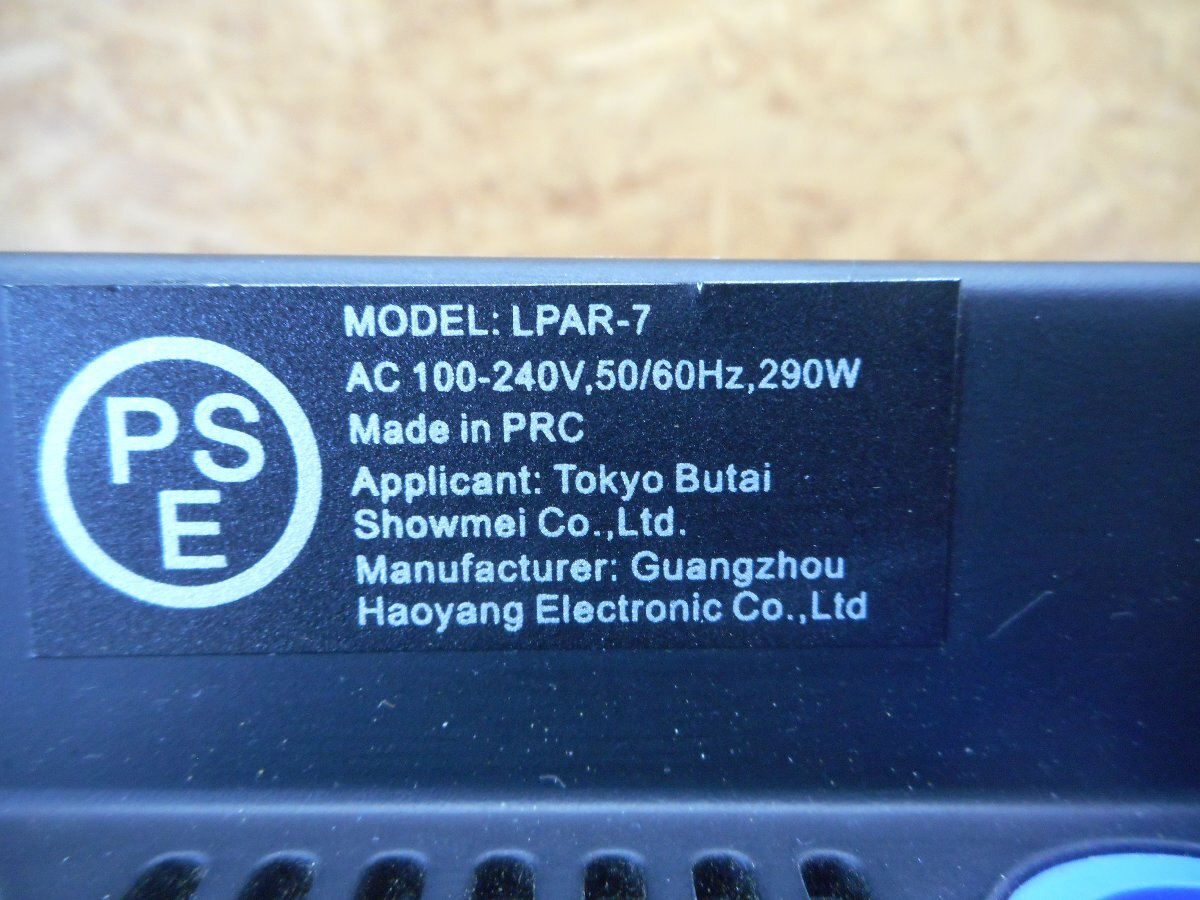 PS
E
MODEL: LPAR-7
AC 100-240V,50/60Hz,290W
Made in PRC
Applicant: Tokyo Butai
Showmei Co.,Ltd.
Manufacturer: Guangzhou
Haoyang Electronic Co.,Ltd